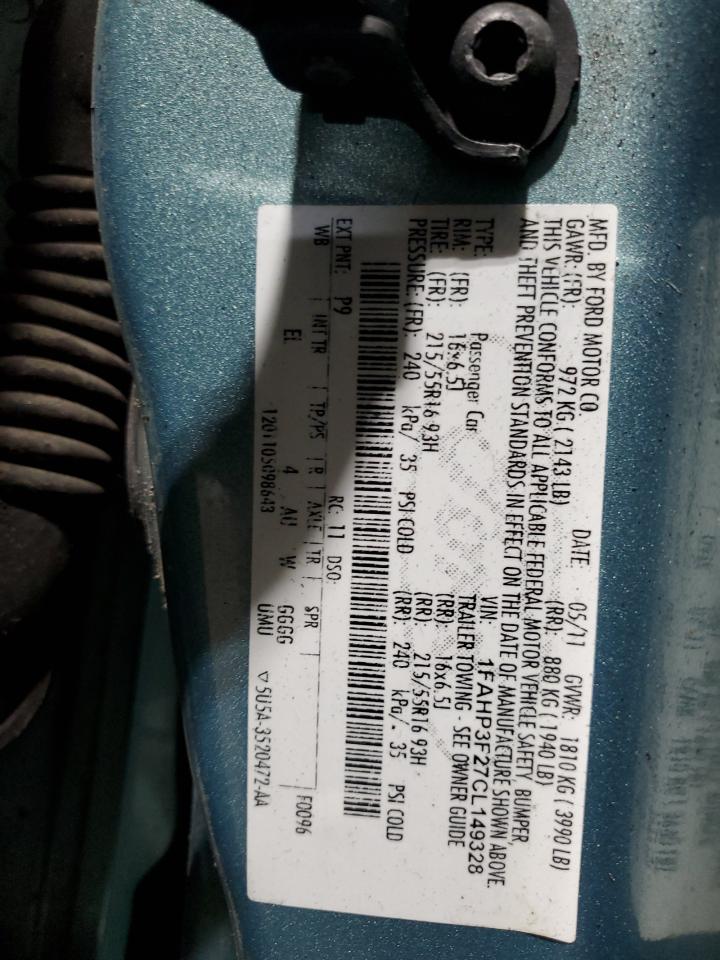 MFD. BY FORD MOTOR CO.
DATE: 05/11 GVWR: 1810 KG ( 3990 LB)
GAWR: (FR): 972 KG ( 2143 LB) (RR): 880 KG ( 1940 LB)
THIS VEHICLE CONFORMS TO ALL APPLICABLE FEDERAL MOTOR VEHICLE SAFETY, BUMPER,
AND THEFT PREVENTION STANDARDS IN EFFECT ON THE DATE OF MANUFACTURE SHOWN ABOVE.
VIN: 1FAHP3F27CL149328
TYPE: Passenger Car TRAILER TOWING - SEE OWNER GUIDE
RIM: (FR): 16x6.5J (RR): 16x6.5J
TIRE: (FR): 215/55R16 93H (RR): 215/55R16 93H
PRESSURE: (FR): 240 kPa/ 35 PSI COLD (RR): 240 kPa/ 35 PSI COLD
EXT PNT: P9 RC: 11 DSO: F0096
WB INT TR TP/PS R AXLE TR SPR
EL 4 AU W GGGG
1201105098643 UMU ▽5U5A-3520472-AA